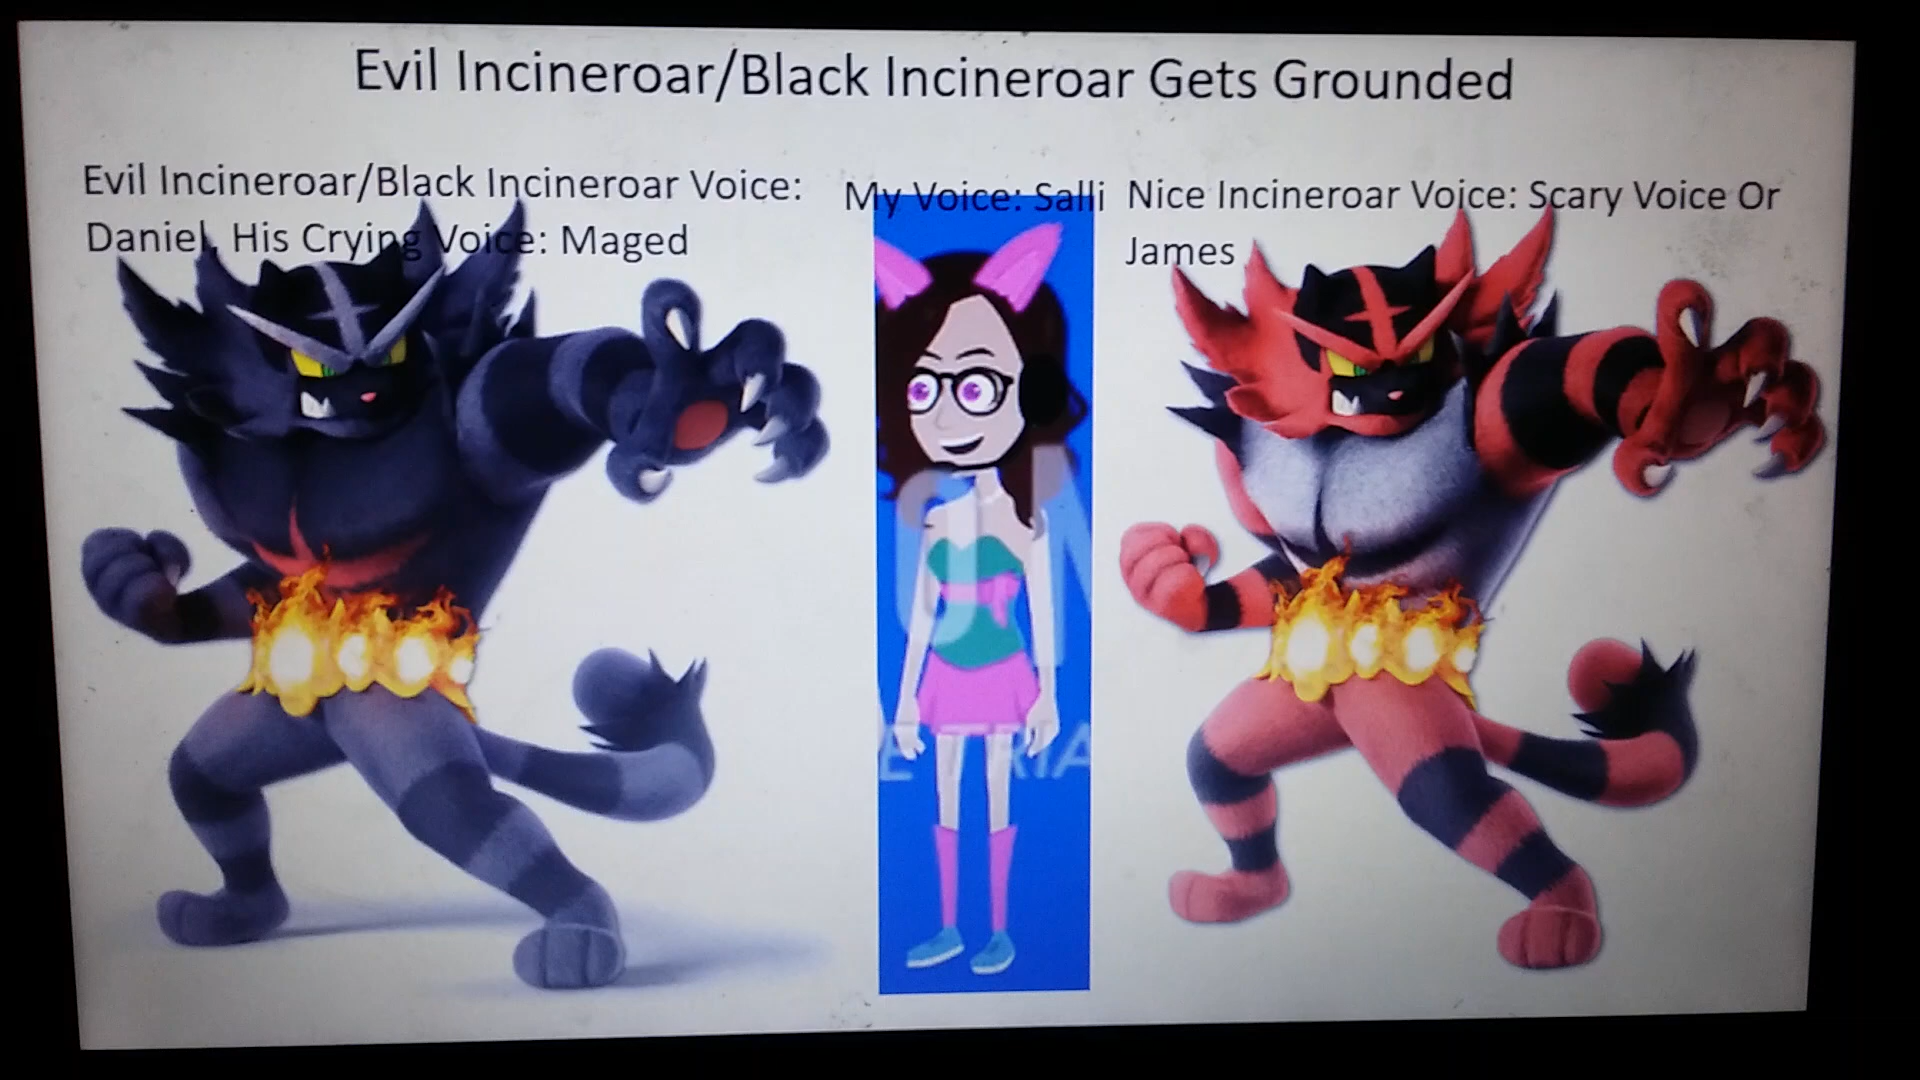 Evil Incineroar/Black Incineroar Gets Grounded
Evil Incineroar/Black Incineroar Voice:
Daniel, His Crying Voice: Maged
My Voice: Salli
Nice Incineroar Voice: Scary Voice Or
James